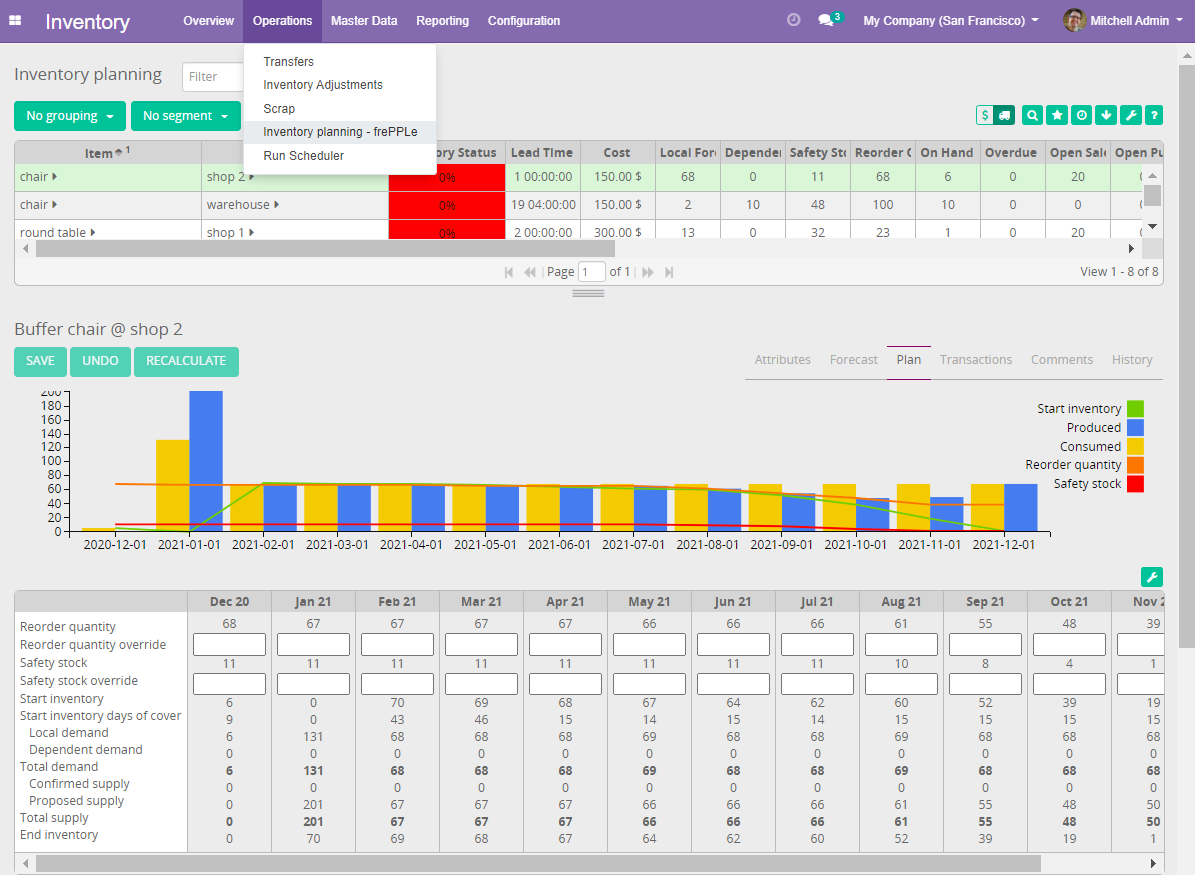 Inventory Overview Operations Master Data Reporting Configuration 3 My Company (San Francisco) Mitchell Admin
Transfers
Inventory Adjustments
Scrap
Inventory planning - frePPLe
Run Scheduler
Inventory planning Filter
No grouping No segment $ ?
Item 1 ory Status Lead Time Cost Local For Depender Safety Sto Reorder On Hand Overdue Open Sale Open Pu
chair shop 2 0% 1 00:00:00 150.00 $ 68 0 11 68 6 0 20
chair warehouse 0% 19 04:00:00 150.00 $ 2 10 48 100 10 0 0
round table shop 1 0% 2 00:00:00 300.00 $ 13 0 32 23 1 0 20
Page 1 of 1 View 1 - 8 of 8
Buffer chair @ shop 2
SAVE UNDO RECALCULATE Attributes Forecast Plan Transactions Comments History
200
180
160
140
120
100
80
60
40
20
0
Start inventory
Produced
Consumed
Reorder quantity
Safety stock
2020-12-01 2021-01-01 2021-02-01 2021-03-01 2021-04-01 2021-05-01 2021-06-01 2021-07-01 2021-08-01 2021-09-01 2021-10-01 2021-11-01 2021-12-01
Dec 20 Jan 21 Feb 21 Mar 21 Apr 21 May 21 Jun 21 Jul 21 Aug 21 Sep 21 Oct 21 Nov 2
Reorder quantity 68 67 67 67 67 66 66 66 61 55 48 39
Reorder quantity override
Safety stock 11 11 11 11 11 11 11 11 10 8 4 1
Safety stock override
Start inventory 6 0 70 69 68 67 64 62 60 52 39 19
Start inventory days of cover 9 0 43 46 15 14 15 14 15 15 15 15
Local demand 6 131 68 68 68 69 68 68 69 68 68 68
Dependent demand 0 0 0 0 0 0 0 0 0 0 0 0
Total demand 6 131 68 68 68 69 68 68 69 68 68 68
Confirmed supply 0 0 0 0 0 0 0 0 0 0 0 0
Proposed supply 0 201 67 67 67 66 66 66 61 55 48 50
Total supply 0 201 67 67 67 66 66 66 61 55 48 50
End inventory 0 70 69 68 67 64 62 60 52 39 19 1